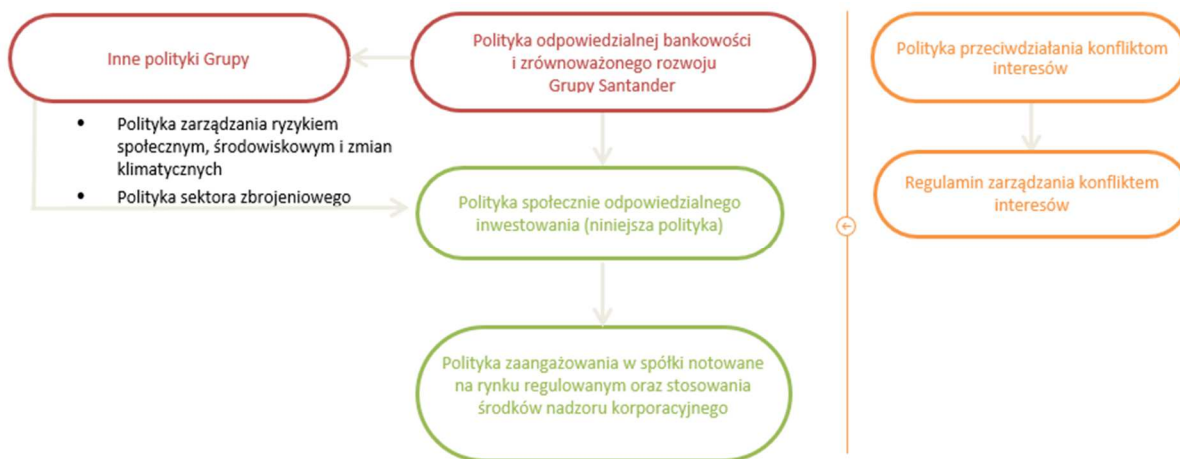 Inne polityki Grupy
Polityka odpowiedzialnej bankowości
i zrównoważonego rozwoju
Grupy Santander
Polityka przeciwdziałania konfliktom
interesów
• Polityka zarządzania ryzykiem
społecznym, środowiskowym i zmian
klimatycznych
• Polityka sektora zbrojeniowego
Polityka społecznie odpowiedzialnego
inwestowania (niniejsza polityka)
Regulamin zarządzania konfliktem
interesów
Polityka zaangażowania w spółki notowane
na rynku regulowanym oraz stosowania
środków nadzoru korporacyjnego